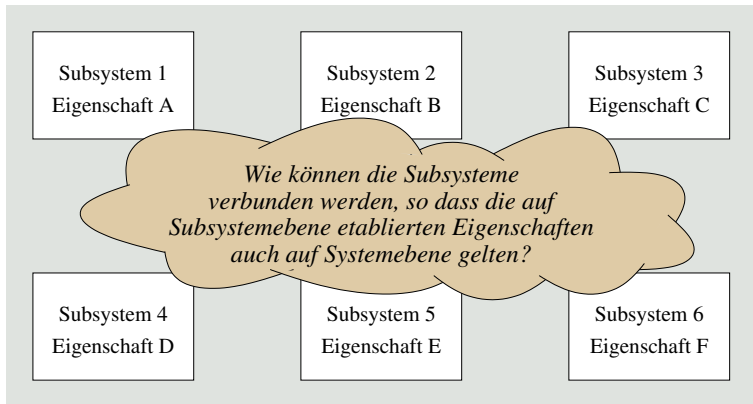 Subsystem 1
Eigenschaft A
Subsystem 2
Eigenschaft B
Subsystem 3
Eigenschaft C
Wie können die Subsysteme
verbunden werden, so dass die auf
Subsystemebene etablierten Eigenschaften
auch auf Systemebene gelten?
Subsystem 4
Eigenschaft D
Subsystem 5
Eigenschaft E
Subsystem 6
Eigenschaft F